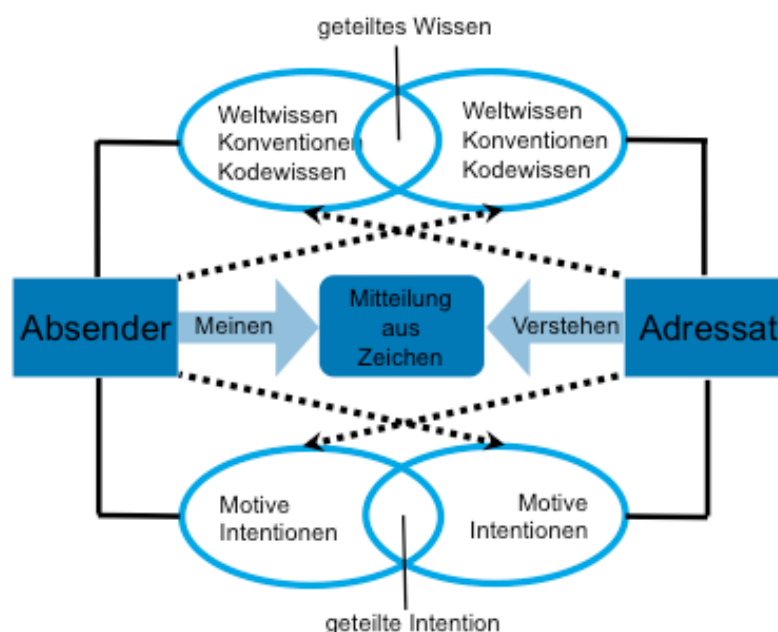 geteiltes Wissen
Weltwissen
Konventionen
Kodewissen
Weltwissen
Konventionen
Kodewissen
Absender
Meinen
Mitteilung
aus
Zeichen
Verstehen
Adressat
Motive
Intentionen
Motive
Intentionen
geteilte Intention